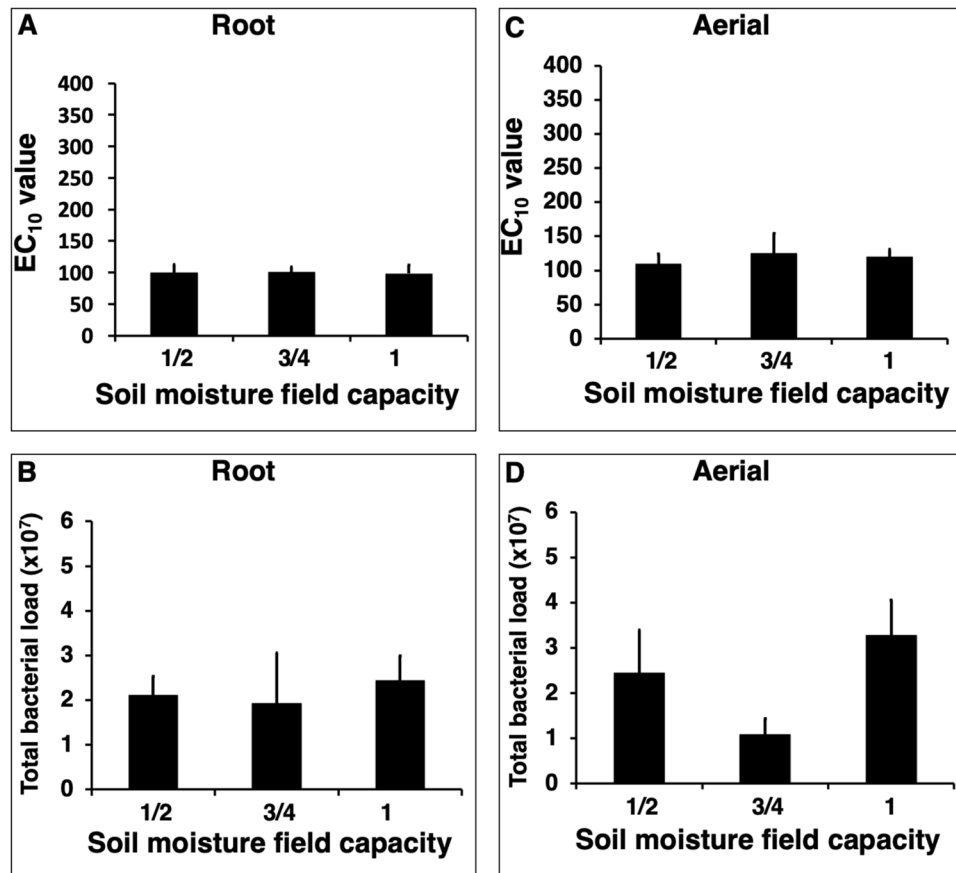 A
Root
EC₁₀ value
400
350
300
250
200
150
100
50
0
1/2 3/4 1
Soil moisture field capacity
C
Aerial
EC₁₀ value
400
350
300
250
200
150
100
50
0
1/2 3/4 1
Soil moisture field capacity
B
Root
Total bacterial load (x10⁷)
6
5
4
3
2
1
0
1/2 3/4 1
Soil moisture field capacity
D
Aerial
Total bacterial load (x10⁷)
6
5
4
3
2
1
0
1/2 3/4 1
Soil moisture field capacity